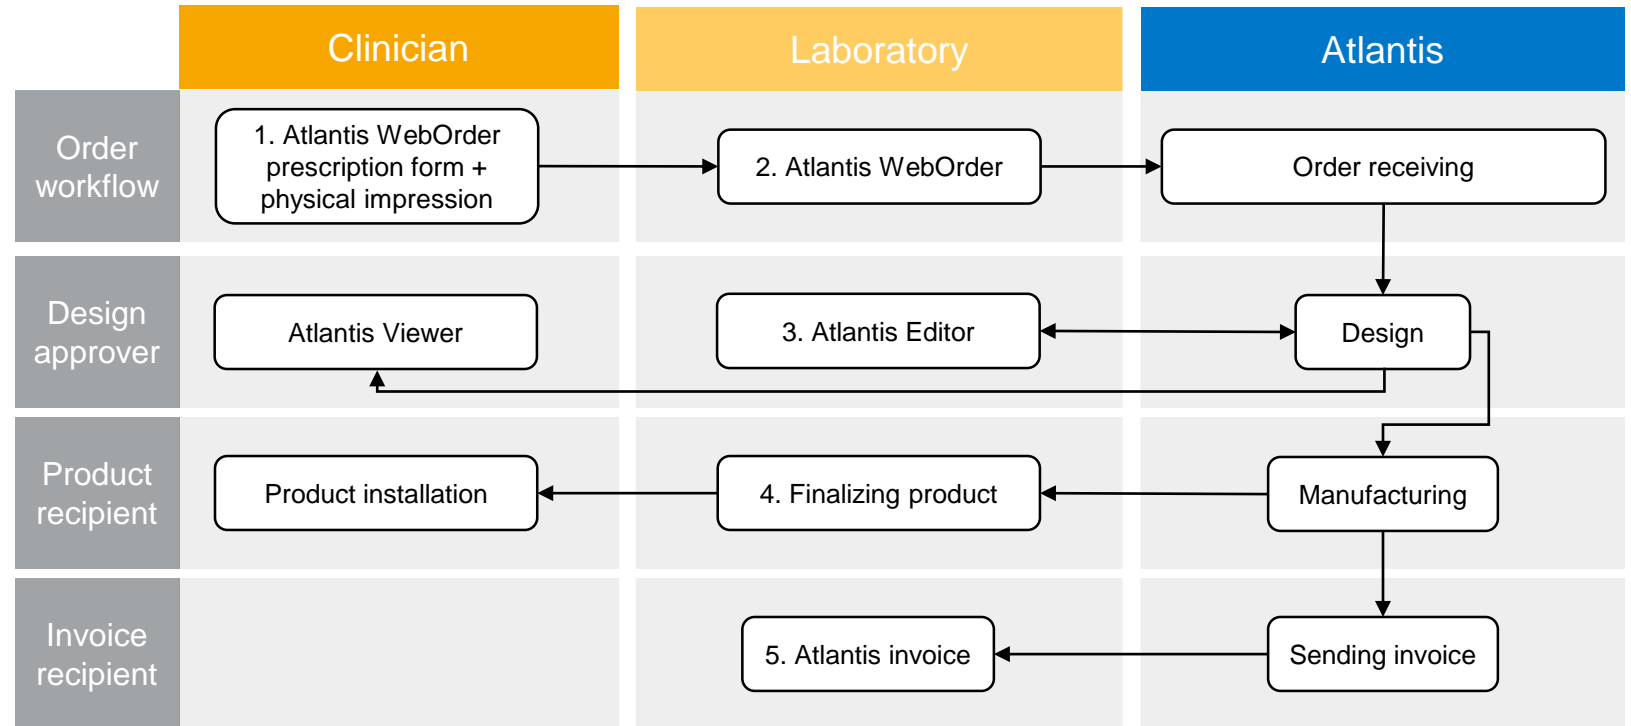 Clinician
Laboratory
Atlantis
Order
workflow
1. Atlantis WebOrder
prescription form +
physical impression
2. Atlantis WebOrder
Order receiving
Design
approver
Atlantis Viewer
3. Atlantis Editor
Design
Product
recipient
Product installation
4. Finalizing product
Manufacturing
Invoice
recipient
5. Atlantis invoice
Sending invoice